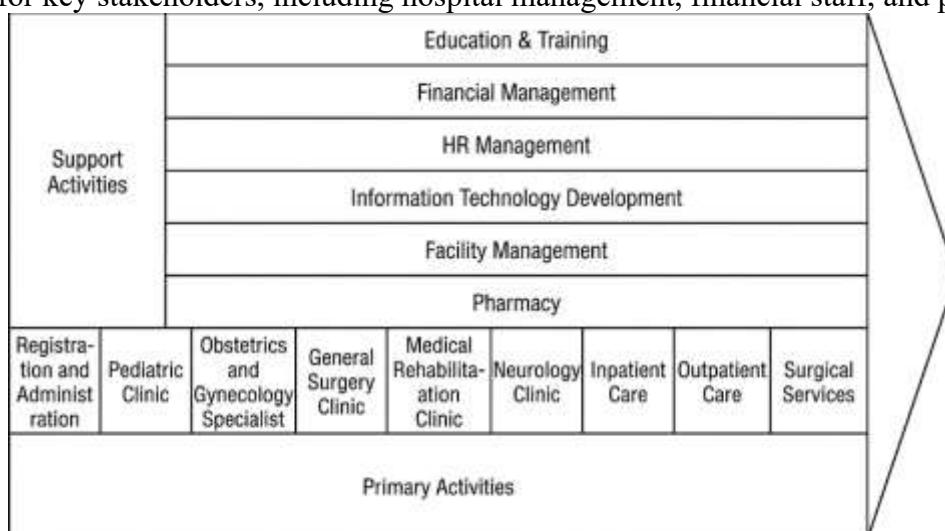 for key stakeholders, including hospital management, financial staff, and p
Education & Training
Financial Management
HR Management
Support
Activities
Information Technology Development
Facility Management
Pharmacy
Registra-
tion and
Administ
ration
Pediatric
Clinic
Obstetrics
and
Gynecology
Specialist
General
Surgery
Clinic
Medical
Rehabilita-
ation
Clinic
Neurology
Clinic
Inpatient
Care
Outpatient
Care
Surgical
Services
Primary Activities